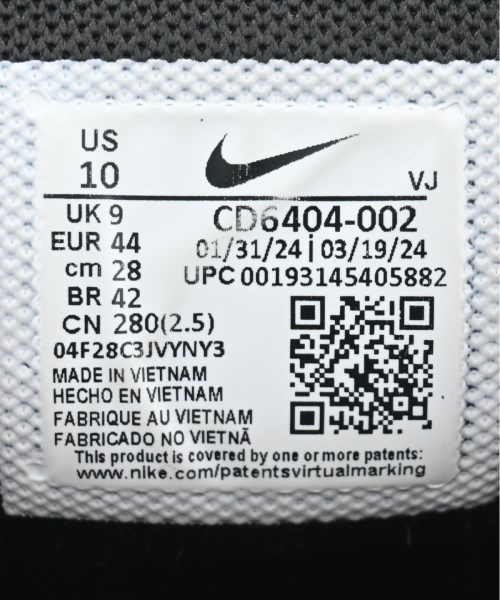 US
10
VJ
UK 9
EUR 44
cm 28
BR 42
CN 280(2.5)
CD6404-002
01/31/24 | 03/19/24
UPC 00193145405882
04F28C3JVYNY3
MADE IN VIETNAM
HECHO EN VIETNAM
FABRIQUE AU VIETNAM
FABRICADO NO VIETNÃ
This product is covered by one or more patents:
www.nike.com/patentsvirtualmarking